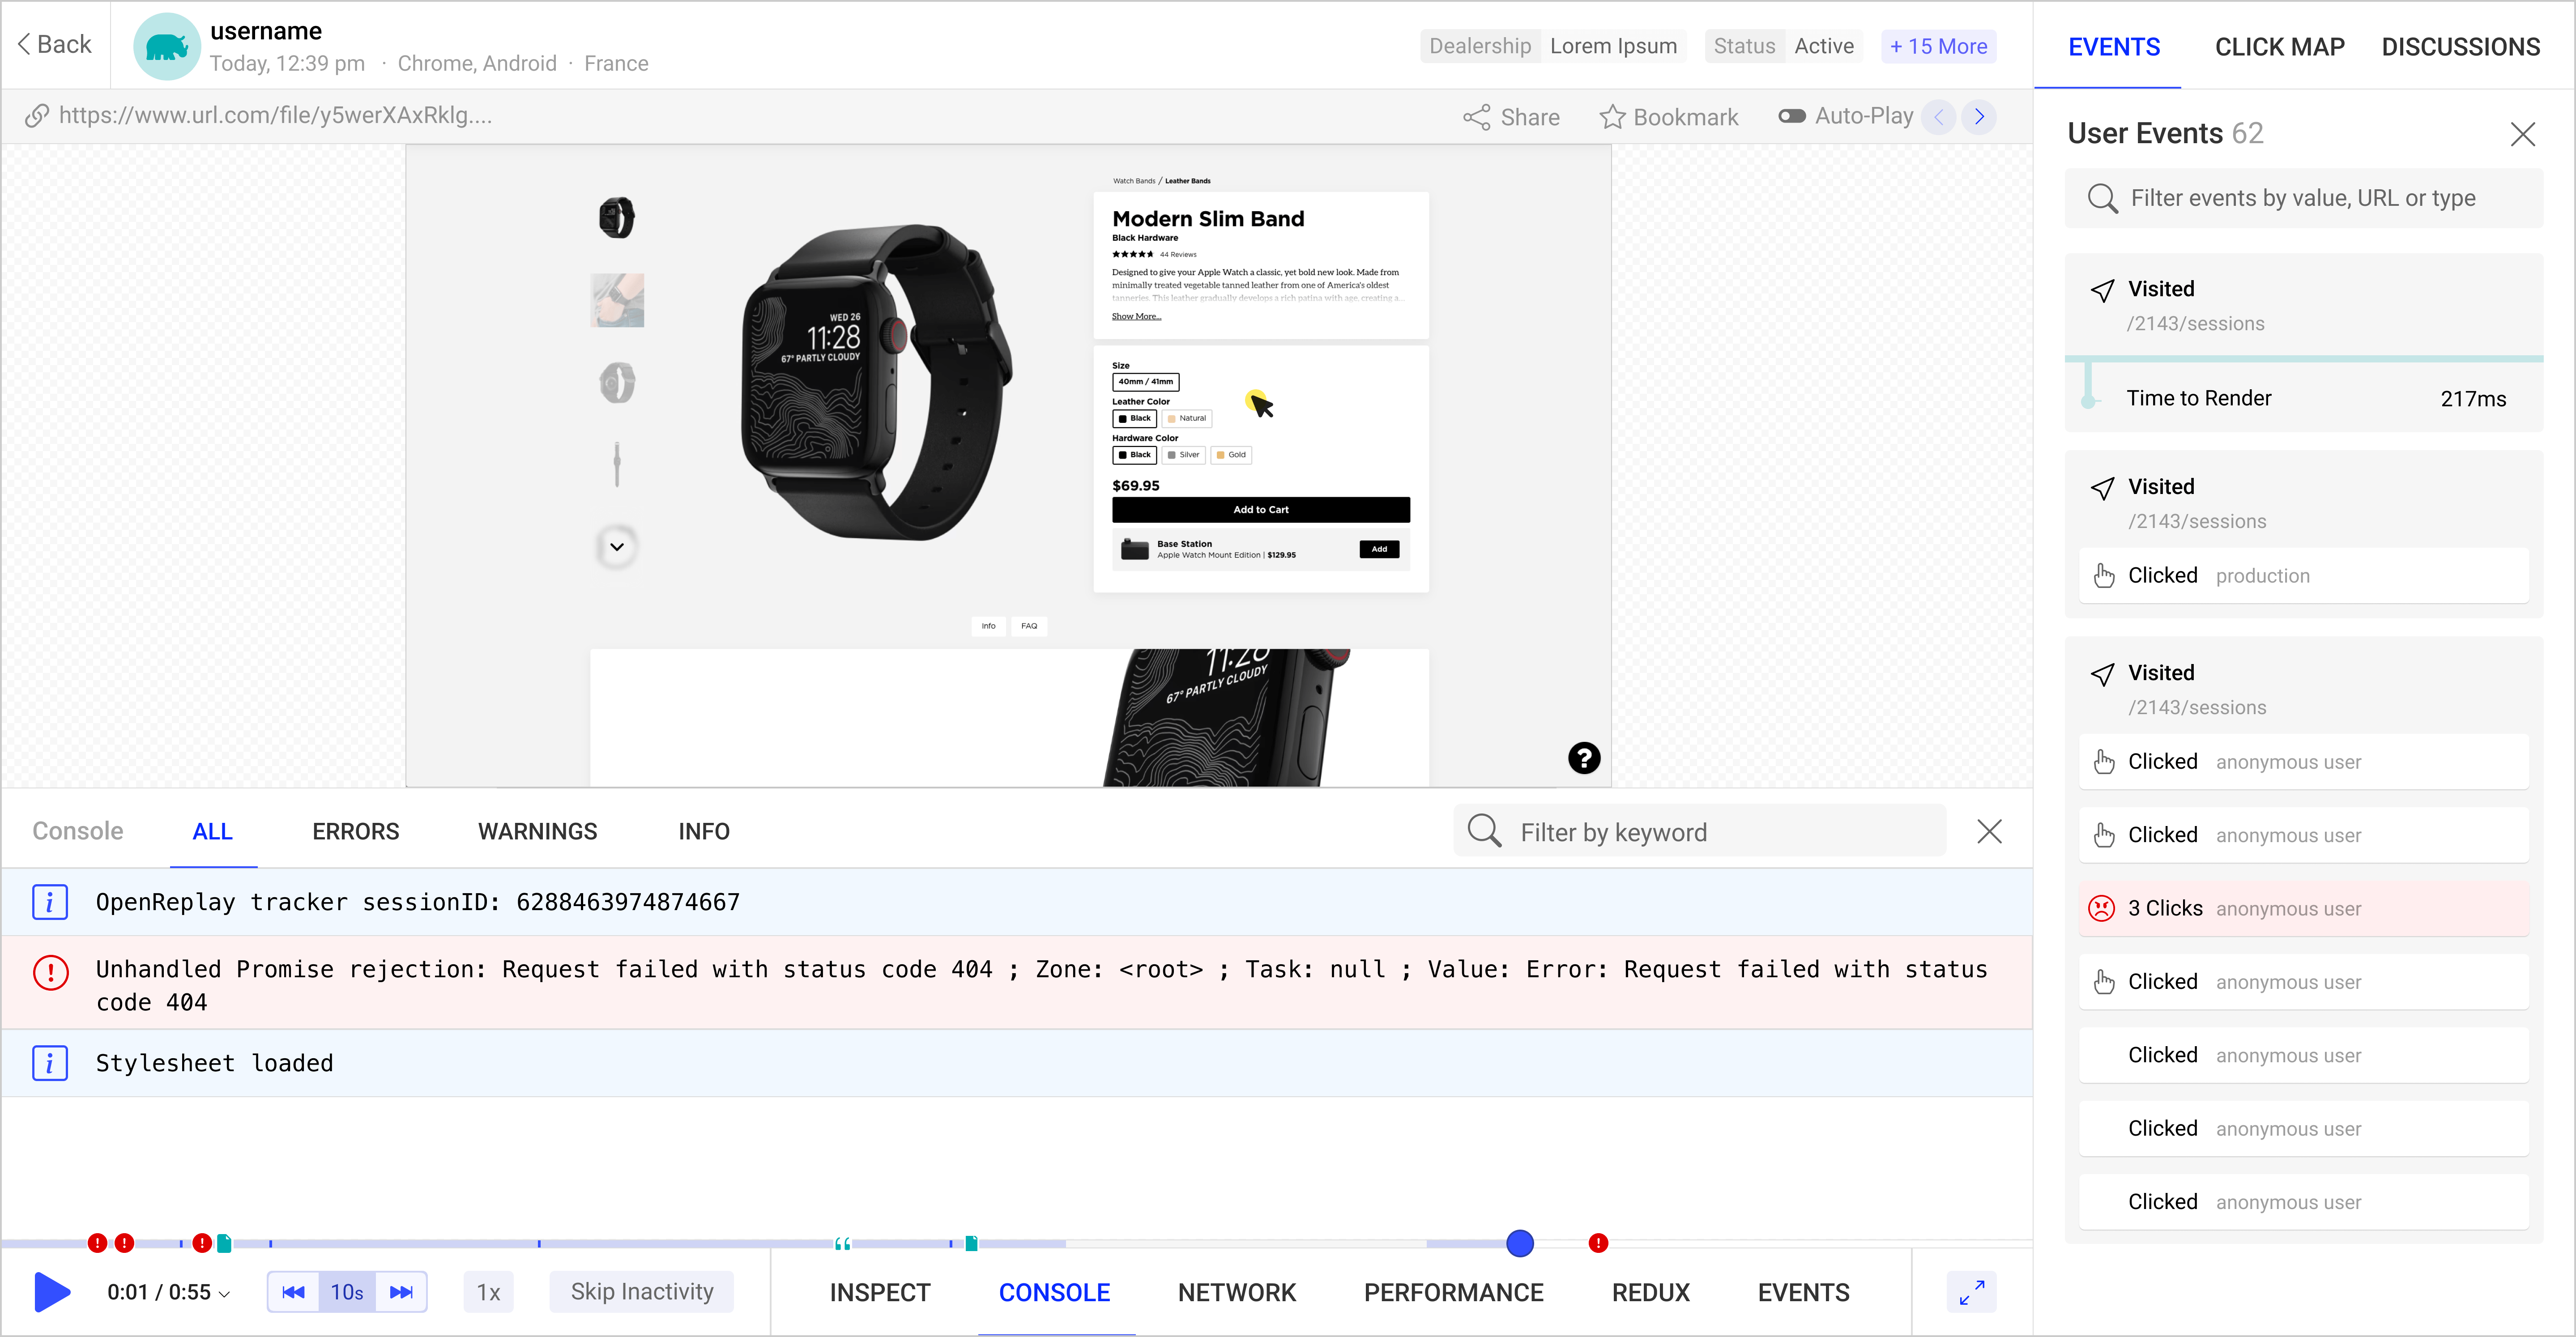 Back
username
Today, 12:39 pm · Chrome, Android · France
Dealership Lorem Ipsum
Status Active
+ 15 More
https://www.url.com/file/y5werXAxRklg....
Share
Bookmark
Auto-Play
Watch Bands / Leather Bands
Modern Slim Band
Black Hardware
44 Reviews
Designed to give your Apple Watch a classic, yet bold new look. Made from
minimally treated vegetable tanned leather from one of America's oldest
tanneries. This leather gradually develops a rich patina with age, creating a...
Show More...
WED 26
11:28
67° PARTLY CLOUDY
Size
40mm / 41mm
Leather Color
Black
Natural
Hardware Color
Black
Silver
Gold
$69.95
Add to Cart
Base Station
Apple Watch Mount Edition | $129.95
Add
Info
FAQ
11:28
67° PARTLY CLOUDY
?
Console
ALL
ERRORS
WARNINGS
INFO
Filter by keyword
OpenReplay tracker sessionID: 6288463974874667
Unhandled Promise rejection: Request failed with status code 404 ; Zone: <root> ; Task: null ; Value: Error: Request failed with status
code 404
Stylesheet loaded
0:01 / 0:55
10s
1x
Skip Inactivity
INSPECT
CONSOLE
NETWORK
PERFORMANCE
REDUX
EVENTS
EVENTS
CLICK MAP
DISCUSSIONS
User Events 62
Filter events by value, URL or type
Visited
/2143/sessions
Time to Render 217ms
Visited
/2143/sessions
Clicked production
Visited
/2143/sessions
Clicked anonymous user
Clicked anonymous user
3 Clicks anonymous user
Clicked anonymous user
Clicked anonymous user
Clicked anonymous user
Clicked anonymous user